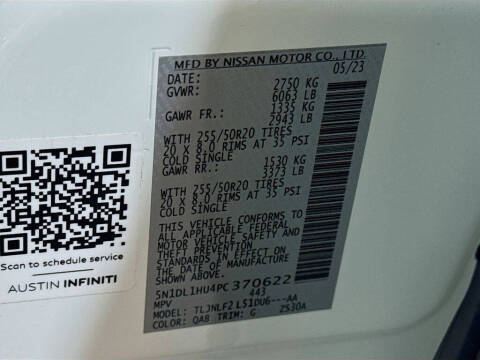 MFD BY NISSAN MOTOR CO., LTD.
DATE: 05/23
GVWR: 2750 KG
6063 LB
GAWR FR.: 1335 KG
2943 LB
WITH 255/50R20 TIRES
20 X 8.0 RIMS AT 35 PSI
COLD SINGLE
GAWR RR.: 1530 KG
3373 LB
WITH 255/50R20 TIRES
20 X 8.0 RIMS AT 35 PSI
COLD SINGLE
THIS VEHICLE CONFORMS TO
ALL APPLICABLE FEDERAL
MOTOR VEHICLE SAFETY AND
THEFT PREVENTION
STANDARDS IN EFFECT ON
THE DATE OF MANUFACTURE
SHOWN ABOVE.
5N1DL1HU4PC370622
MPV 443
MODEL: TLJNLF2 LS1DU6---AA
COLOR: QAB TRIM: G 2S30A
Scan to schedule service
AUSTIN INFINITI